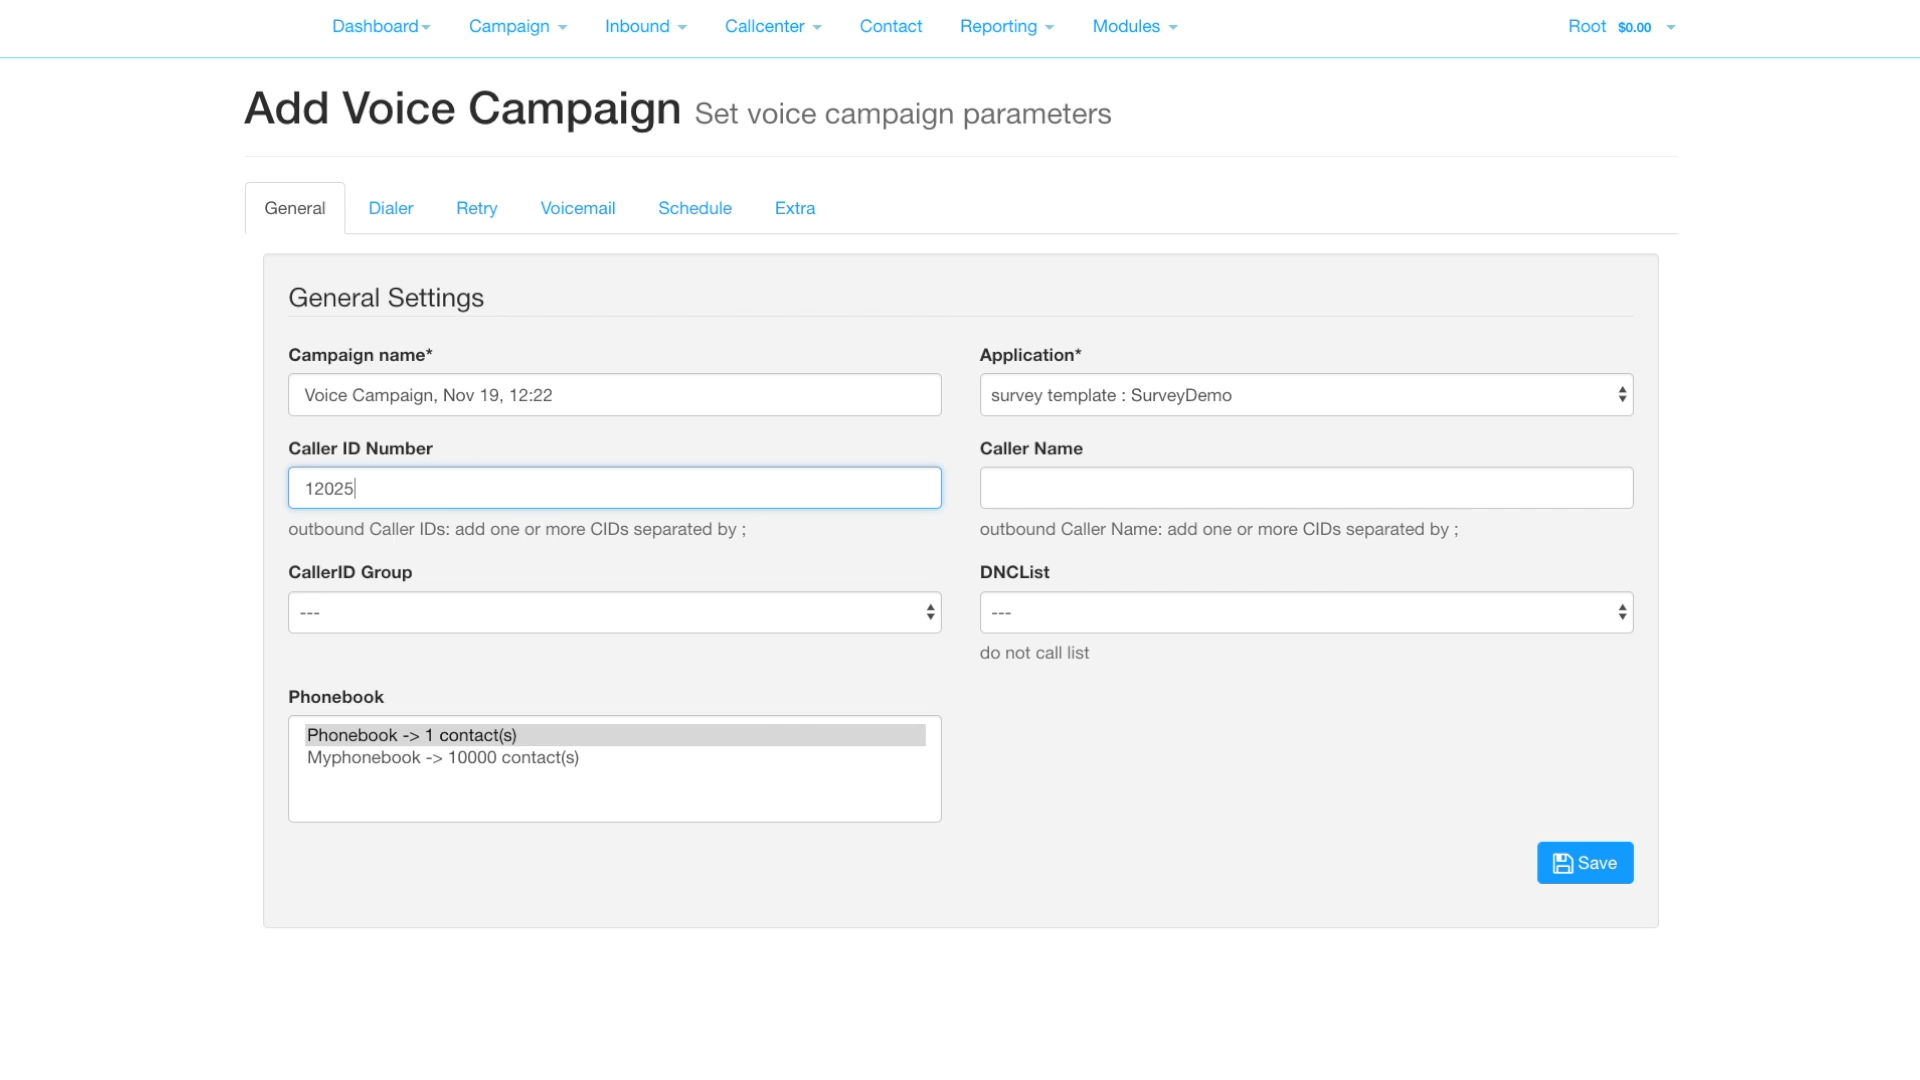 Dashboard Campaign Inbound Callcenter Contact Reporting Modules Root $0.00
Add Voice Campaign Set voice campaign parameters
General Dialer Retry Voicemail Schedule Extra
General Settings
Campaign name* Application*
Voice Campaign, Nov 19, 12:22 survey template : SurveyDemo
Caller ID Number Caller Name
12025
outbound Caller IDs: add one or more CIDs separated by ; outbound Caller Name: add one or more CIDs separated by ;
CallerID Group DNCList
--- ---
do not call list
Phonebook
Phonebook -> 1 contact(s)
Myphonebook -> 10000 contact(s)
Save